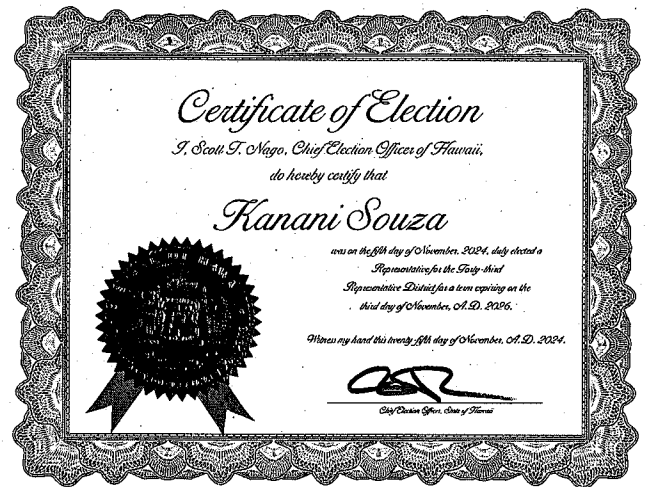 Certificate of Election
I, Scott T. Nago, Chief Election Officer of Hawaii,
do hereby certify that
Kanani Souza
was on the fifth day of November, 2024, duly elected a
Representative for the Forty-third
Representative District for a term expiring on the
third day of November, A.D. 2026.
Witness my hand this twenty-fifth day of November, A.D. 2024.
Chief Election Officer, State of Hawaii